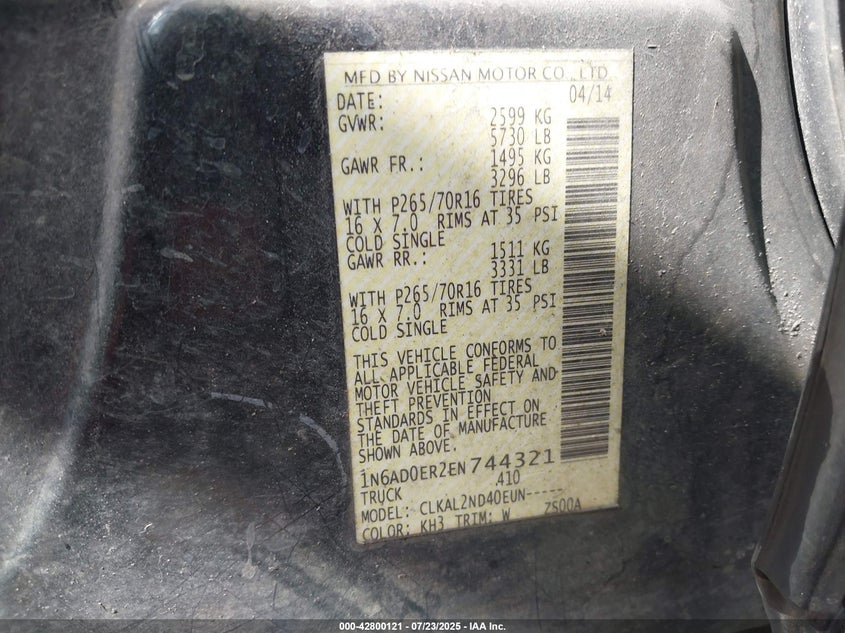 MFD BY NISSAN MOTOR CO., LTD
DATE: 04/14
GVWR: 2599 KG
5730 LB
GAWR FR.: 1495 KG
3296 LB
WITH P265/70R16 TIRES
16 X 7.0 RIMS AT 35 PSI
COLD SINGLE
GAWR RR.: 1511 KG
3331 LB
WITH P265/70R16 TIRES
16 X 7.0 RIMS AT 35 PSI
COLD SINGLE
THIS VEHICLE CONFORMS TO
ALL APPLICABLE FEDERAL
MOTOR VEHICLE SAFETY AND
THEFT PREVENTION
STANDARDS IN EFFECT ON
THE DATE OF MANUFACTURE
SHOWN ABOVE.
1N6AD0ER2EN744321
TRUCK .410
MODEL: CLKAL2ND40EUN-----
COLOR: KH3 TRIM: W ZS00A
000-42800121 - 07/23/2025 - IAA Inc.